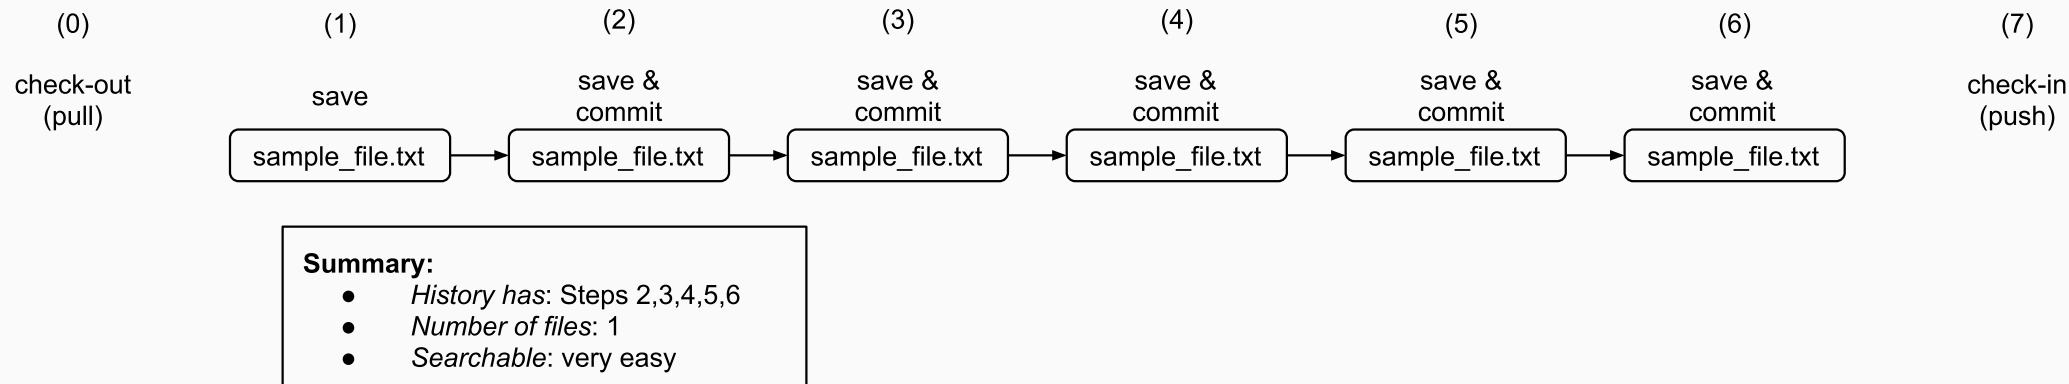 (0) (1) (2) (3) (4) (5) (6) (7)
check-out
(pull)
save
save &
commit
save &
commit
save &
commit
save &
commit
save &
commit
check-in
(push)
sample_file.txt sample_file.txt sample_file.txt sample_file.txt sample_file.txt sample_file.txt
Summary:
● History has: Steps 2,3,4,5,6
● Number of files: 1
● Searchable: very easy